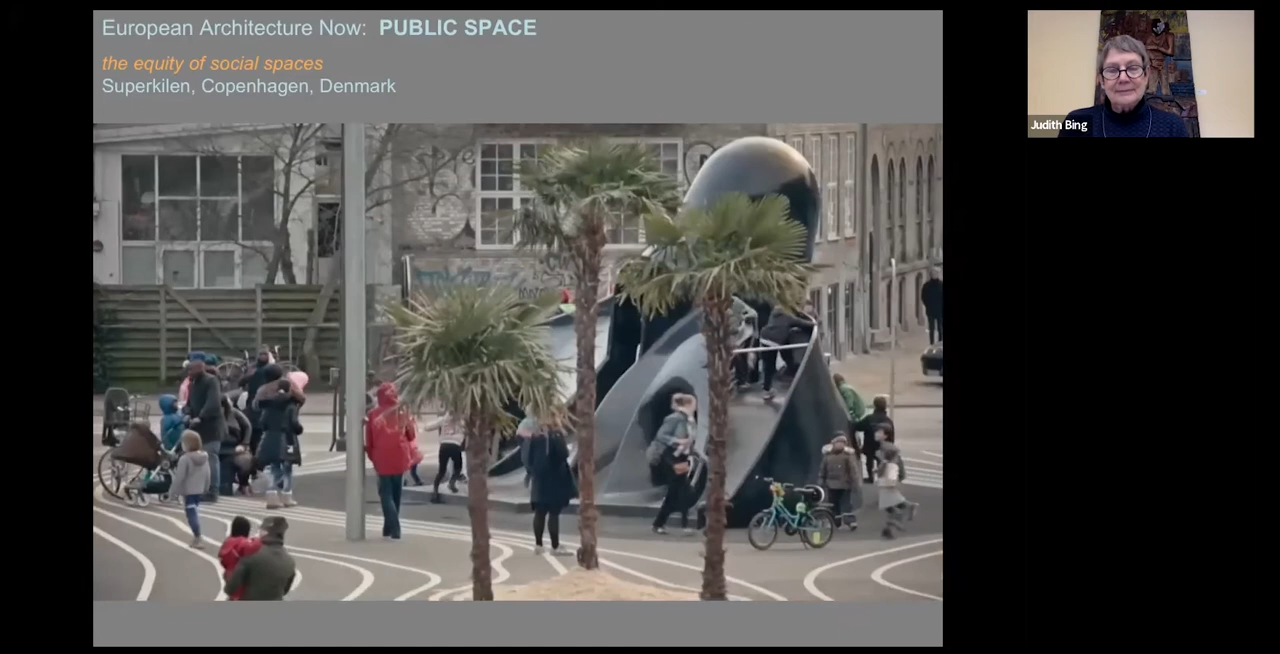 European Architecture Now: PUBLIC SPACE
the equity of social spaces
Superkilen, Copenhagen, Denmark
Judith Bing